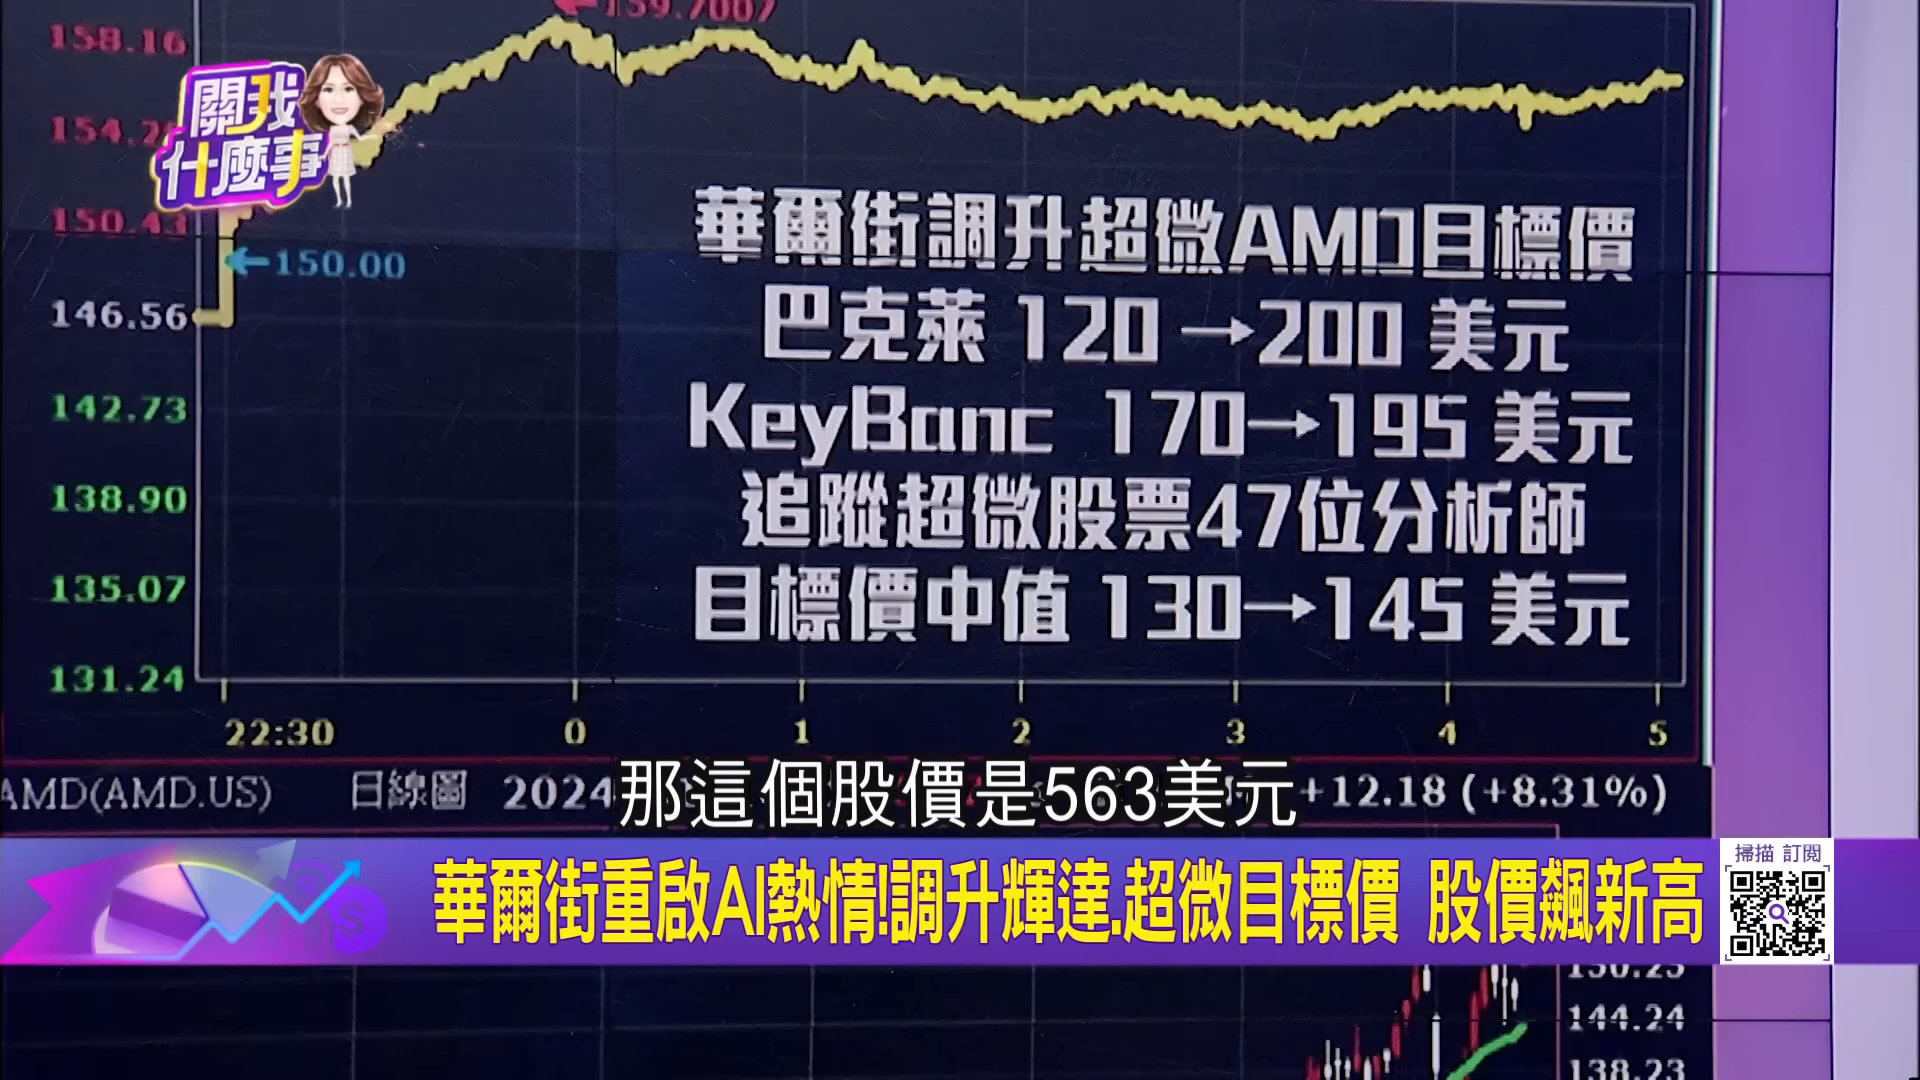 159.7007
158.16
關我
什麼事
150.43
←150.00
146.56
142.73
138.90
135.07
131.24
華爾街調升超微AMD目標價
巴克萊 120 →200 美元
KeyBanc 170→195 美元
追蹤超微股票47位分析師
目標價中值 130→145 美元
22:30 0 1 2 3 4 5
AMD(AMD.US) 日線圖 2024 +12.18 (+8.31%)
那這個股價是563美元
華爾街重啟AI熱情!調升輝達.超微目標價 股價飆新高
掃描 訂閱
150.25
144.24
138.23